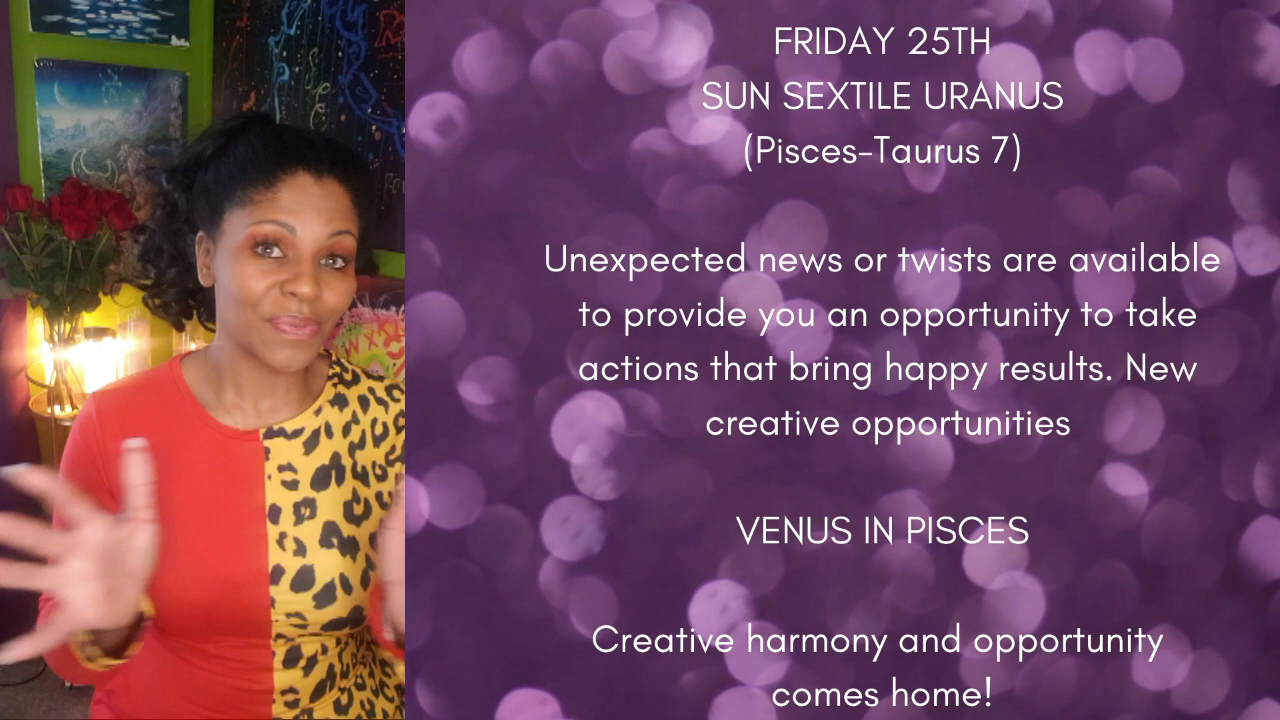 FRIDAY 25TH
SUN SEXTILE URANUS
(Pisces-Taurus 7)
Unexpected news or twists are available
to provide you an opportunity to take
actions that bring happy results. New
creative opportunities
VENUS IN PISCES
Creative harmony and opportunity
comes home!